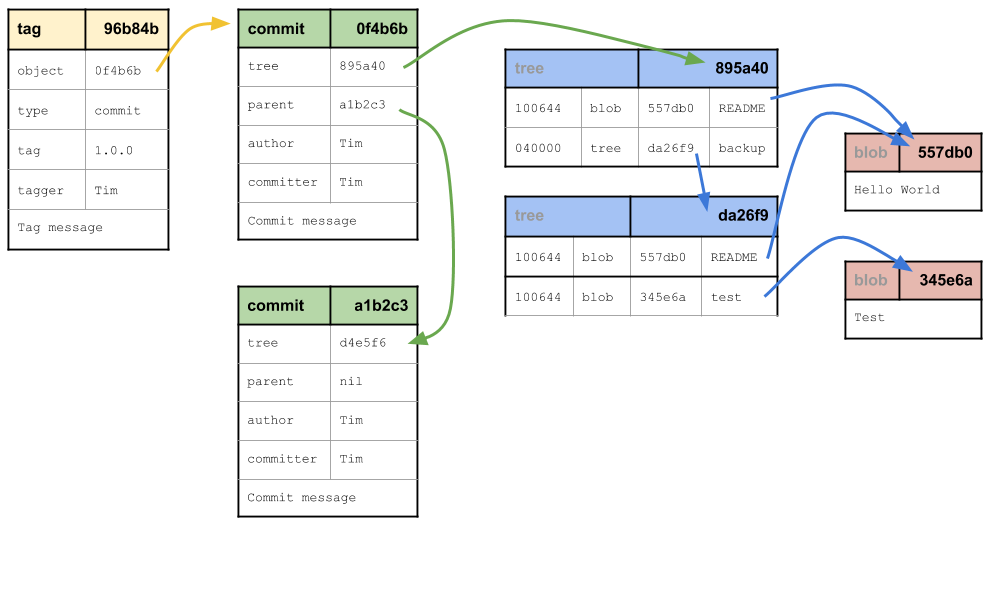 tag 96b84b
object 0f4b6b
type commit
tag 1.0.0
tagger Tim
Tag message
commit 0f4b6b
tree 895a40
parent a1b2c3
author Tim
committer Tim
Commit message
commit a1b2c3
tree d4e5f6
parent nil
author Tim
committer Tim
Commit message
tree 895a40
100644 blob 557db0 README
040000 tree da26f9 backup
tree da26f9
100644 blob 557db0 README
100644 blob 345e6a test
blob 557db0
Hello World
blob 345e6a
Test